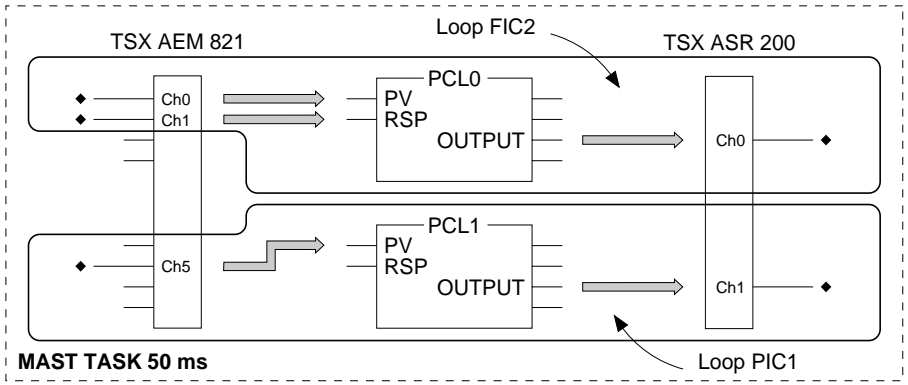 Loop FIC2
TSX AEM 821
TSX ASR 200
PCL0
Ch0
PV
Ch1
RSP
OUTPUT
Ch0
PCL1
PV
Ch5
RSP
OUTPUT
Ch1
MAST TASK 50 ms
Loop PIC1